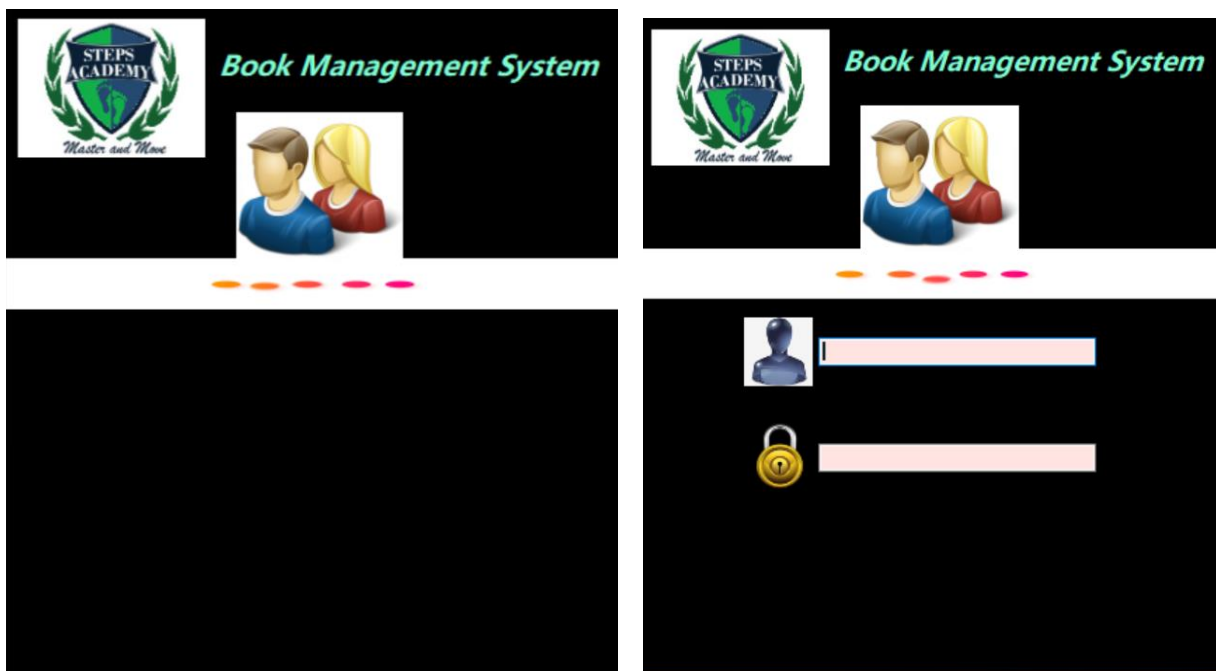 STEPS
ACADEMY
Master and Move
Book Management System
STEPS
ACADEMY
Master and Move
Book Management System